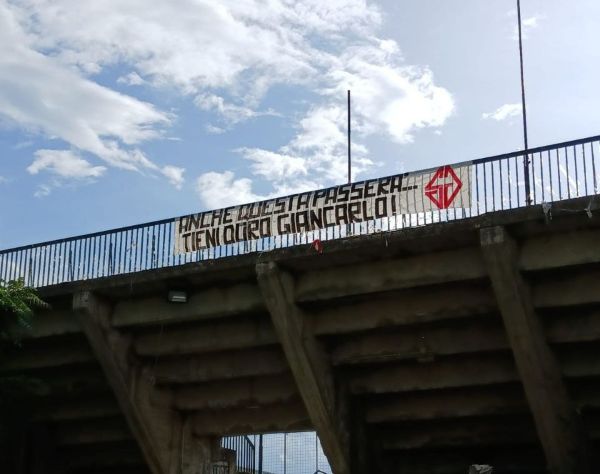 ANCHE QUESTA PASSERÀ...
TIENI DURO GIANCARLO!